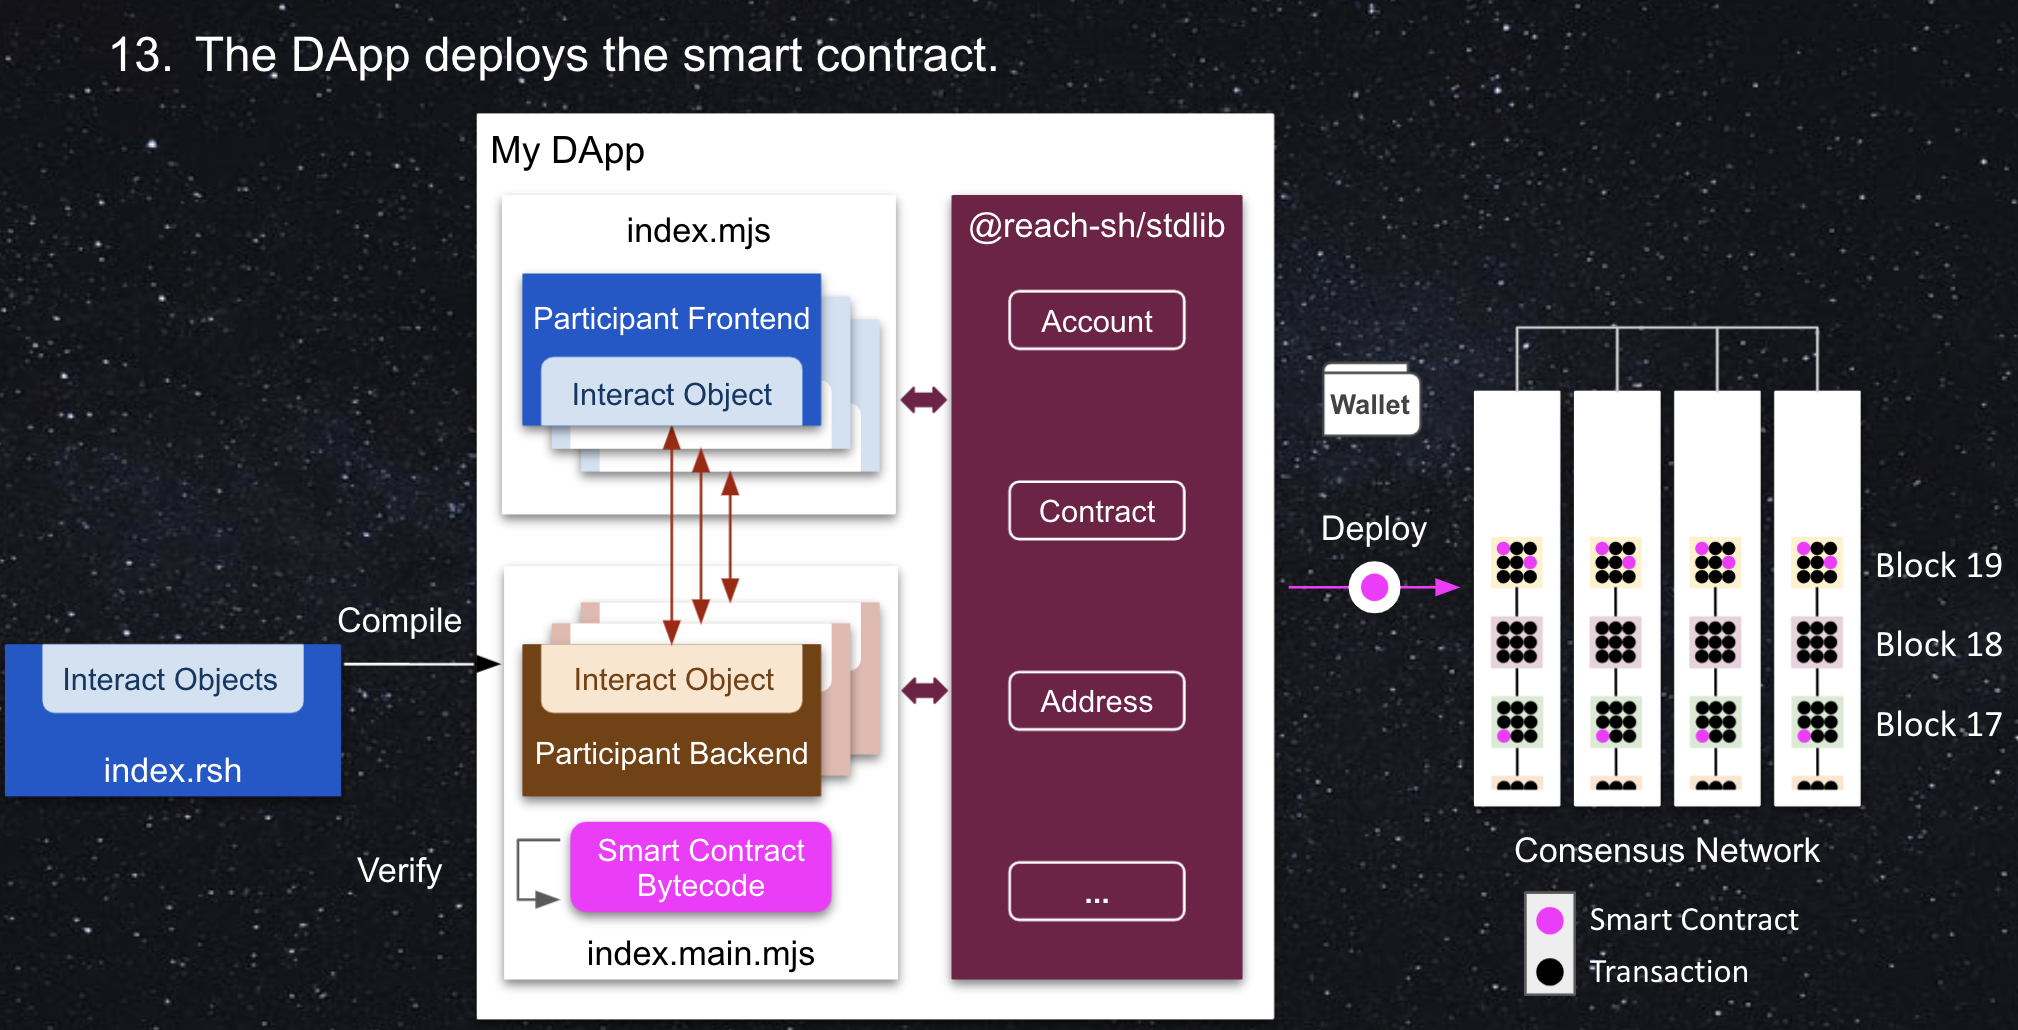 13. The DApp deploys the smart contract.
My DApp
index.mjs
Participant Frontend
Interact Object
@reach-sh/stdlib
Account
Contract
Address
...
Compile
Interact Objects
index.rsh
Verify
Interact Object
Participant Backend
Smart Contract
Bytecode
index.main.mjs
Wallet
Deploy
Block 19
Block 18
Block 17
Consensus Network
Smart Contract
Transaction